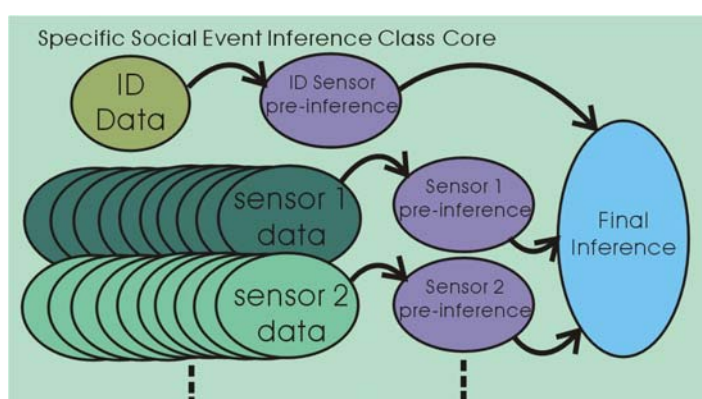 Specific Social Event Inference Class Core
ID
Data
ID Sensor
pre-inference
sensor 1
data
Sensor 1
pre-inference
Final
Inference
sensor 2
data
Sensor 2
pre-inference